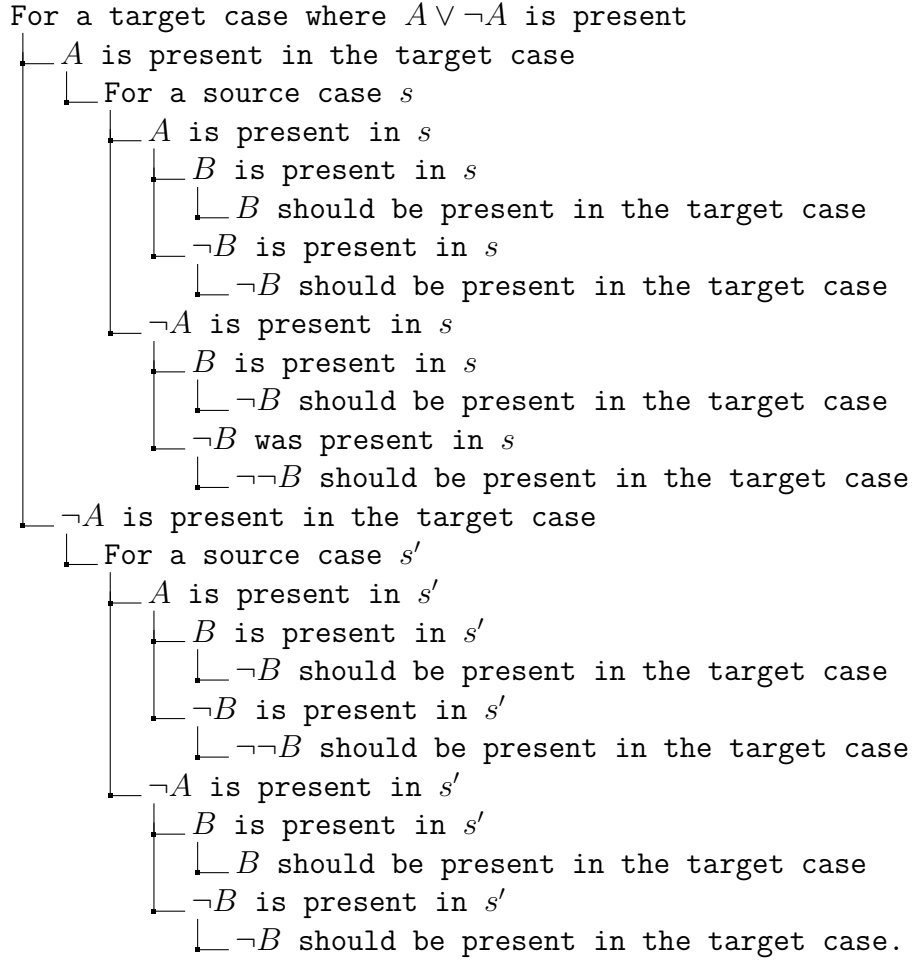 For a target case where A ∨ ¬A is present
A is present in the target case
For a source case s
A is present in s
B is present in s
B should be present in the target case
¬B is present in s
¬B should be present in the target case
¬A is present in s
B is present in s
¬B should be present in the target case
¬B was present in s
¬¬B should be present in the target case
¬A is present in the target case
For a source case s′
A is present in s′
B is present in s′
¬B should be present in the target case
¬B is present in s′
¬¬B should be present in the target case
¬A is present in s′
B is present in s′
B should be present in the target case
¬B is present in s′
¬B should be present in the target case.